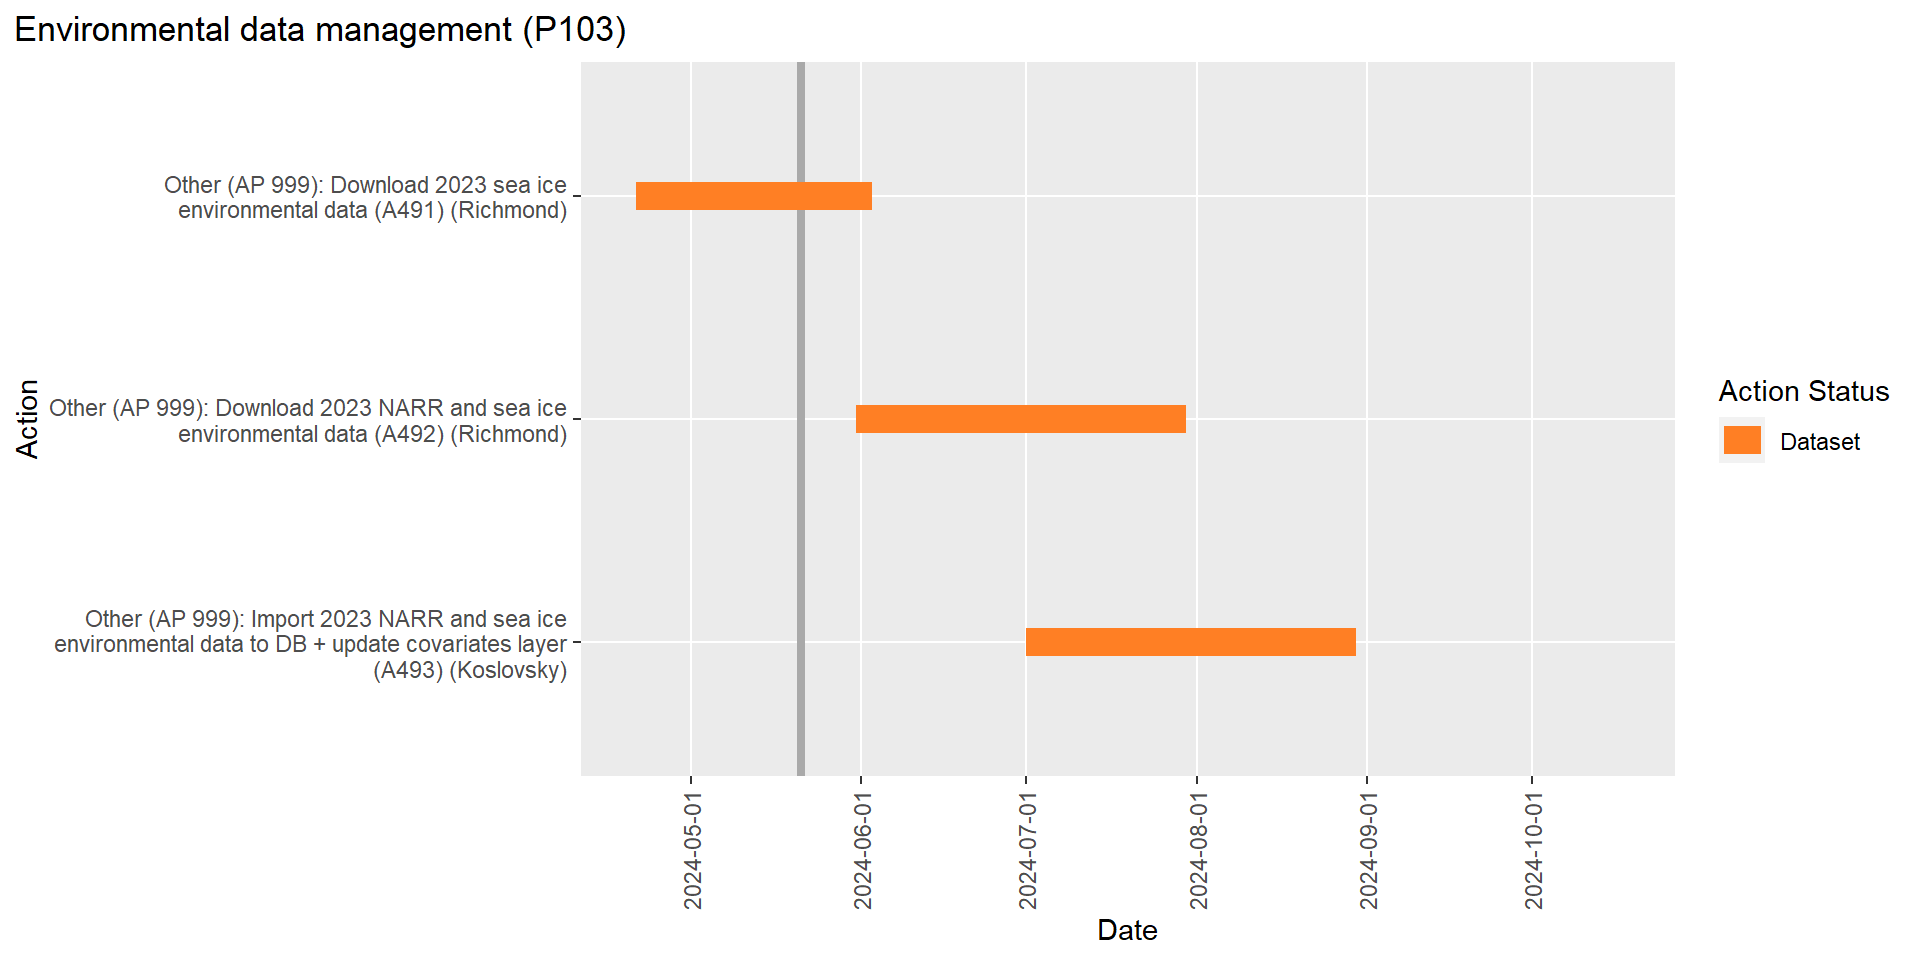 Environmental data management (P103)
Other (AP 999): Download 2023 sea ice
environmental data (A491) (Richmond)
Other (AP 999): Download 2023 NARR and sea ice
environmental data (A492) (Richmond)
Other (AP 999): Import 2023 NARR and sea ice
environmental data to DB + update covariates layer
(A493) (Koslovsky)
Action
2024-05-01
2024-06-01
2024-07-01
2024-08-01
2024-09-01
2024-10-01
Date
Action Status
Dataset